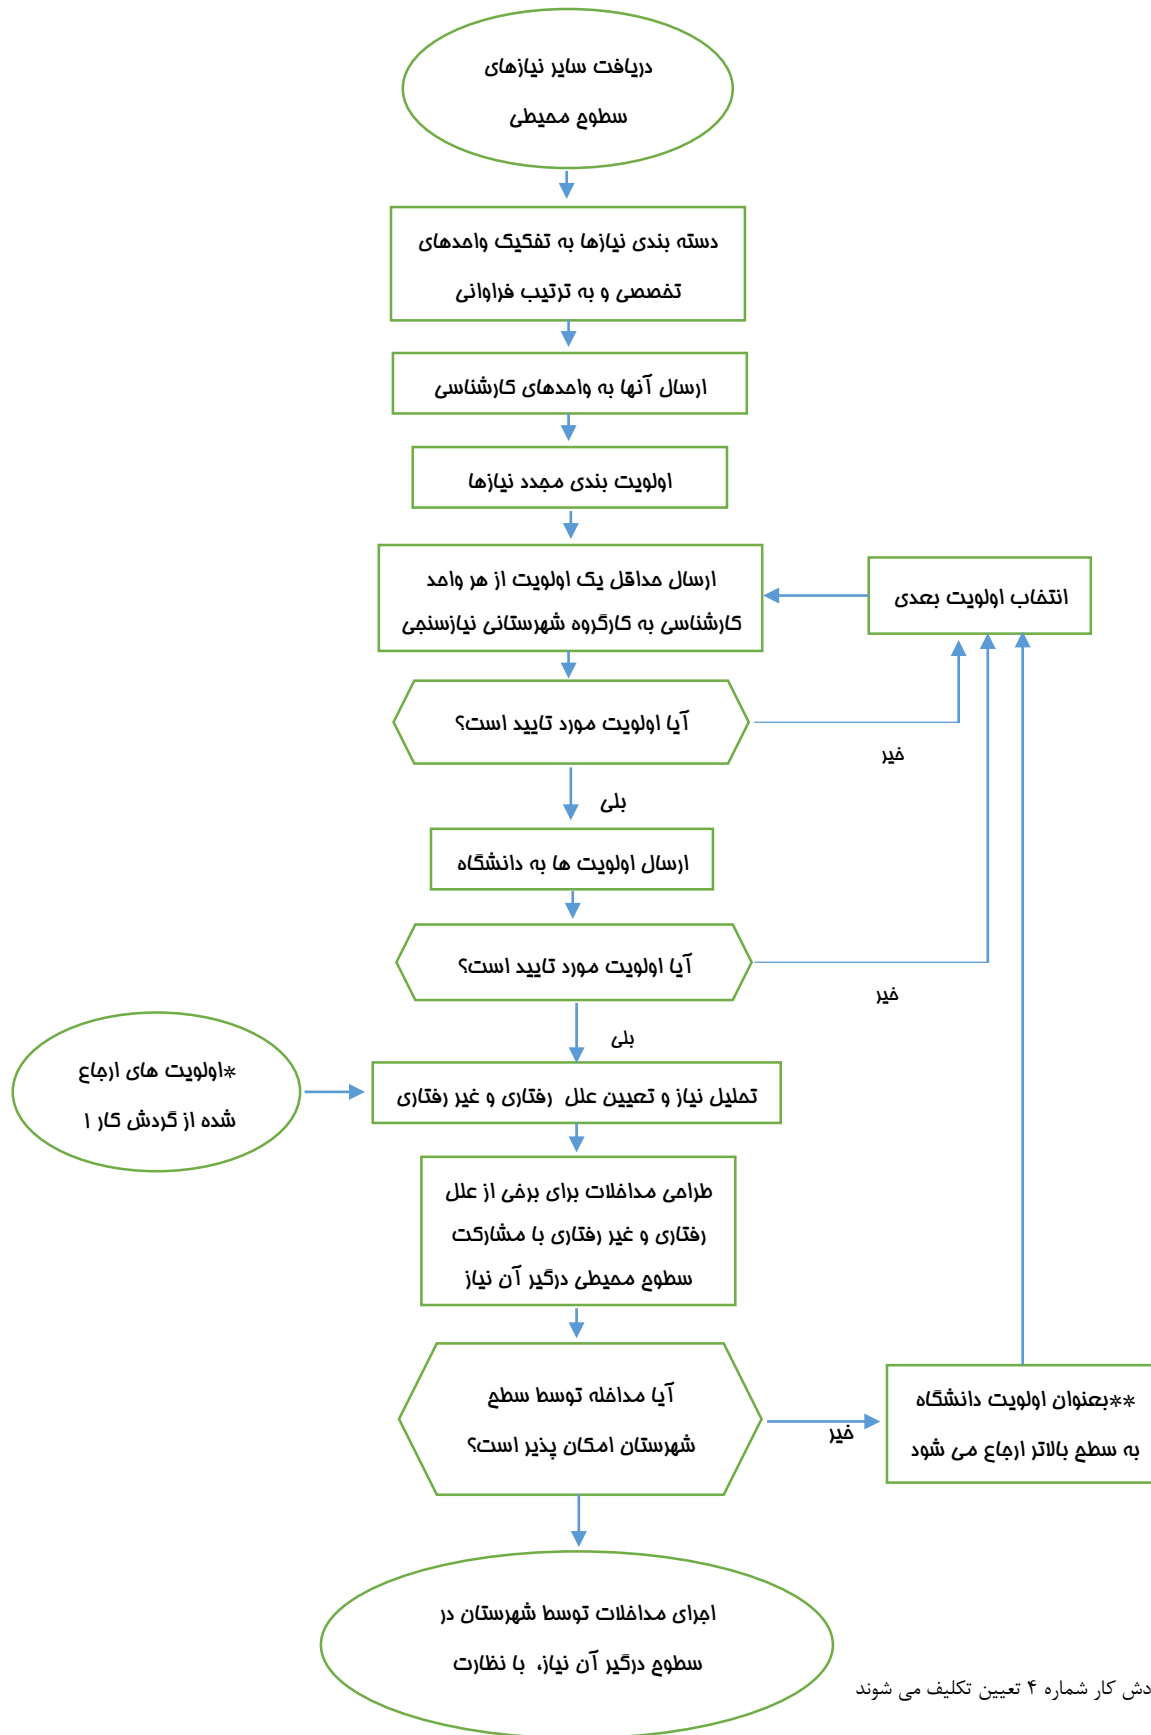 دریافت سایر نیازهای
سطوح محیطی
دسته بندی نیازها به تفکیک واحدهای
تخصصی و به ترتیب فراوانی
ارسال آنها به واحدهای کارشناسی
اولویت بندی مجدد نیازها
ارسال حداقل یک اولویت از هر واحد
کارشناسی به کارگروه شهرستانی نیازسنجی
انتخاب اولویت بعدی
آیا اولویت مورد تایید است؟
خیر
بلی
ارسال اولویت ها به دانشگاه
آیا اولویت مورد تایید است؟
خیر
بلی
*اولویت های ارجاع
شده از گردش کار ۱
تحلیل نیاز و تعیین علل رفتاری و غیر رفتاری
طراحی مداخلات برای برخی از علل
رفتاری و غیر رفتاری با مشارکت
سطوح محیطی درگیر آن نیاز
آیا مداخله توسط سطح
شهرستان امکان پذیر است؟
خیر
**بعنوان اولویت دانشگاه
به سطح بالاتر ارجاع می شود
اجرای مداخلات توسط شهرستان در
سطوح درگیر آن نیاز، با نظارت
دش کار شماره ۴ تعیین تکلیف می شوند